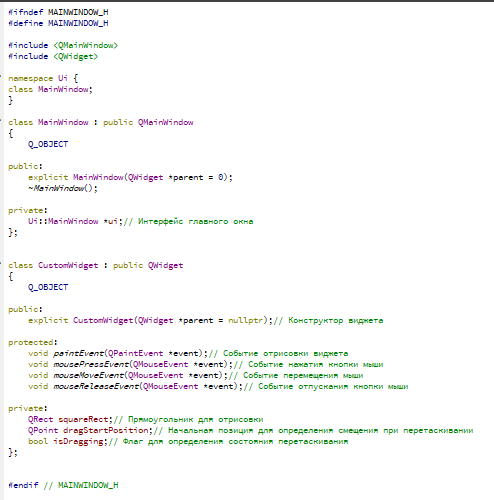 #ifndef MAINWINDOW_H
#define MAINWINDOW_H
#include <QMainWindow>
#include <QWidget>
namespace Ui {
class MainWindow;
}
class MainWindow : public QMainWindow
{
Q_OBJECT
public:
explicit MainWindow(QWidget *parent = 0);
~MainWindow();
private:
Ui::MainWindow *ui;// Интерфейс главного окна
};
class CustomWidget : public QWidget
{
Q_OBJECT
public:
explicit CustomWidget(QWidget *parent = nullptr);// Конструктор виджета
protected:
void paintEvent(QPaintEvent *event);// Событие отрисовки виджета
void mousePressEvent(QMouseEvent *event);// Событие нажатия кнопки мыши
void mouseMoveEvent(QMouseEvent *event);// Событие перемещения мыши
void mouseReleaseEvent(QMouseEvent *event);// Событие отпускания кнопки мыши
private:
QRect squareRect;// Прямоугольник для отрисовки
QPoint dragStartPosition;// Начальная позиция для определения смещения при перетаскивании
bool isDragging;// Флаг для определения состояния перетаскивания
};
#endif // MAINWINDOW_H